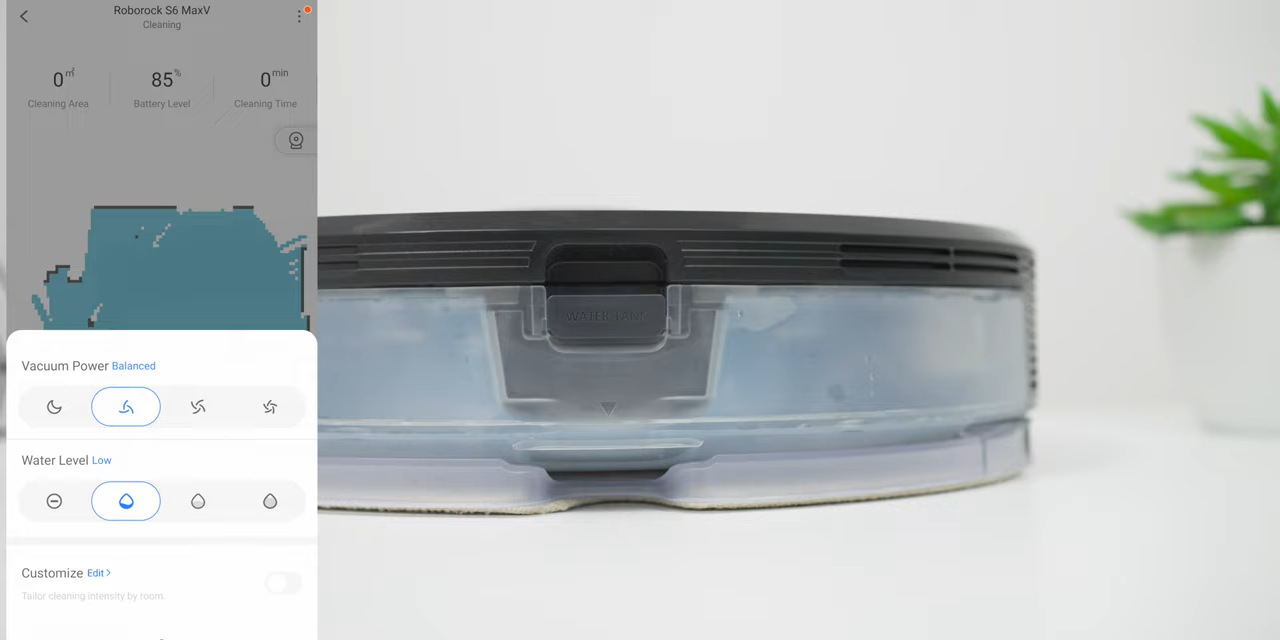 Roborock S6 MaxV
Cleaning
0㎡ 85% 0min
Cleaning Area Battery Level Cleaning Time
WATER TANK
Vacuum Power Balanced
Water Level Low
Customize Edit >
Tailor cleaning intensity by room.